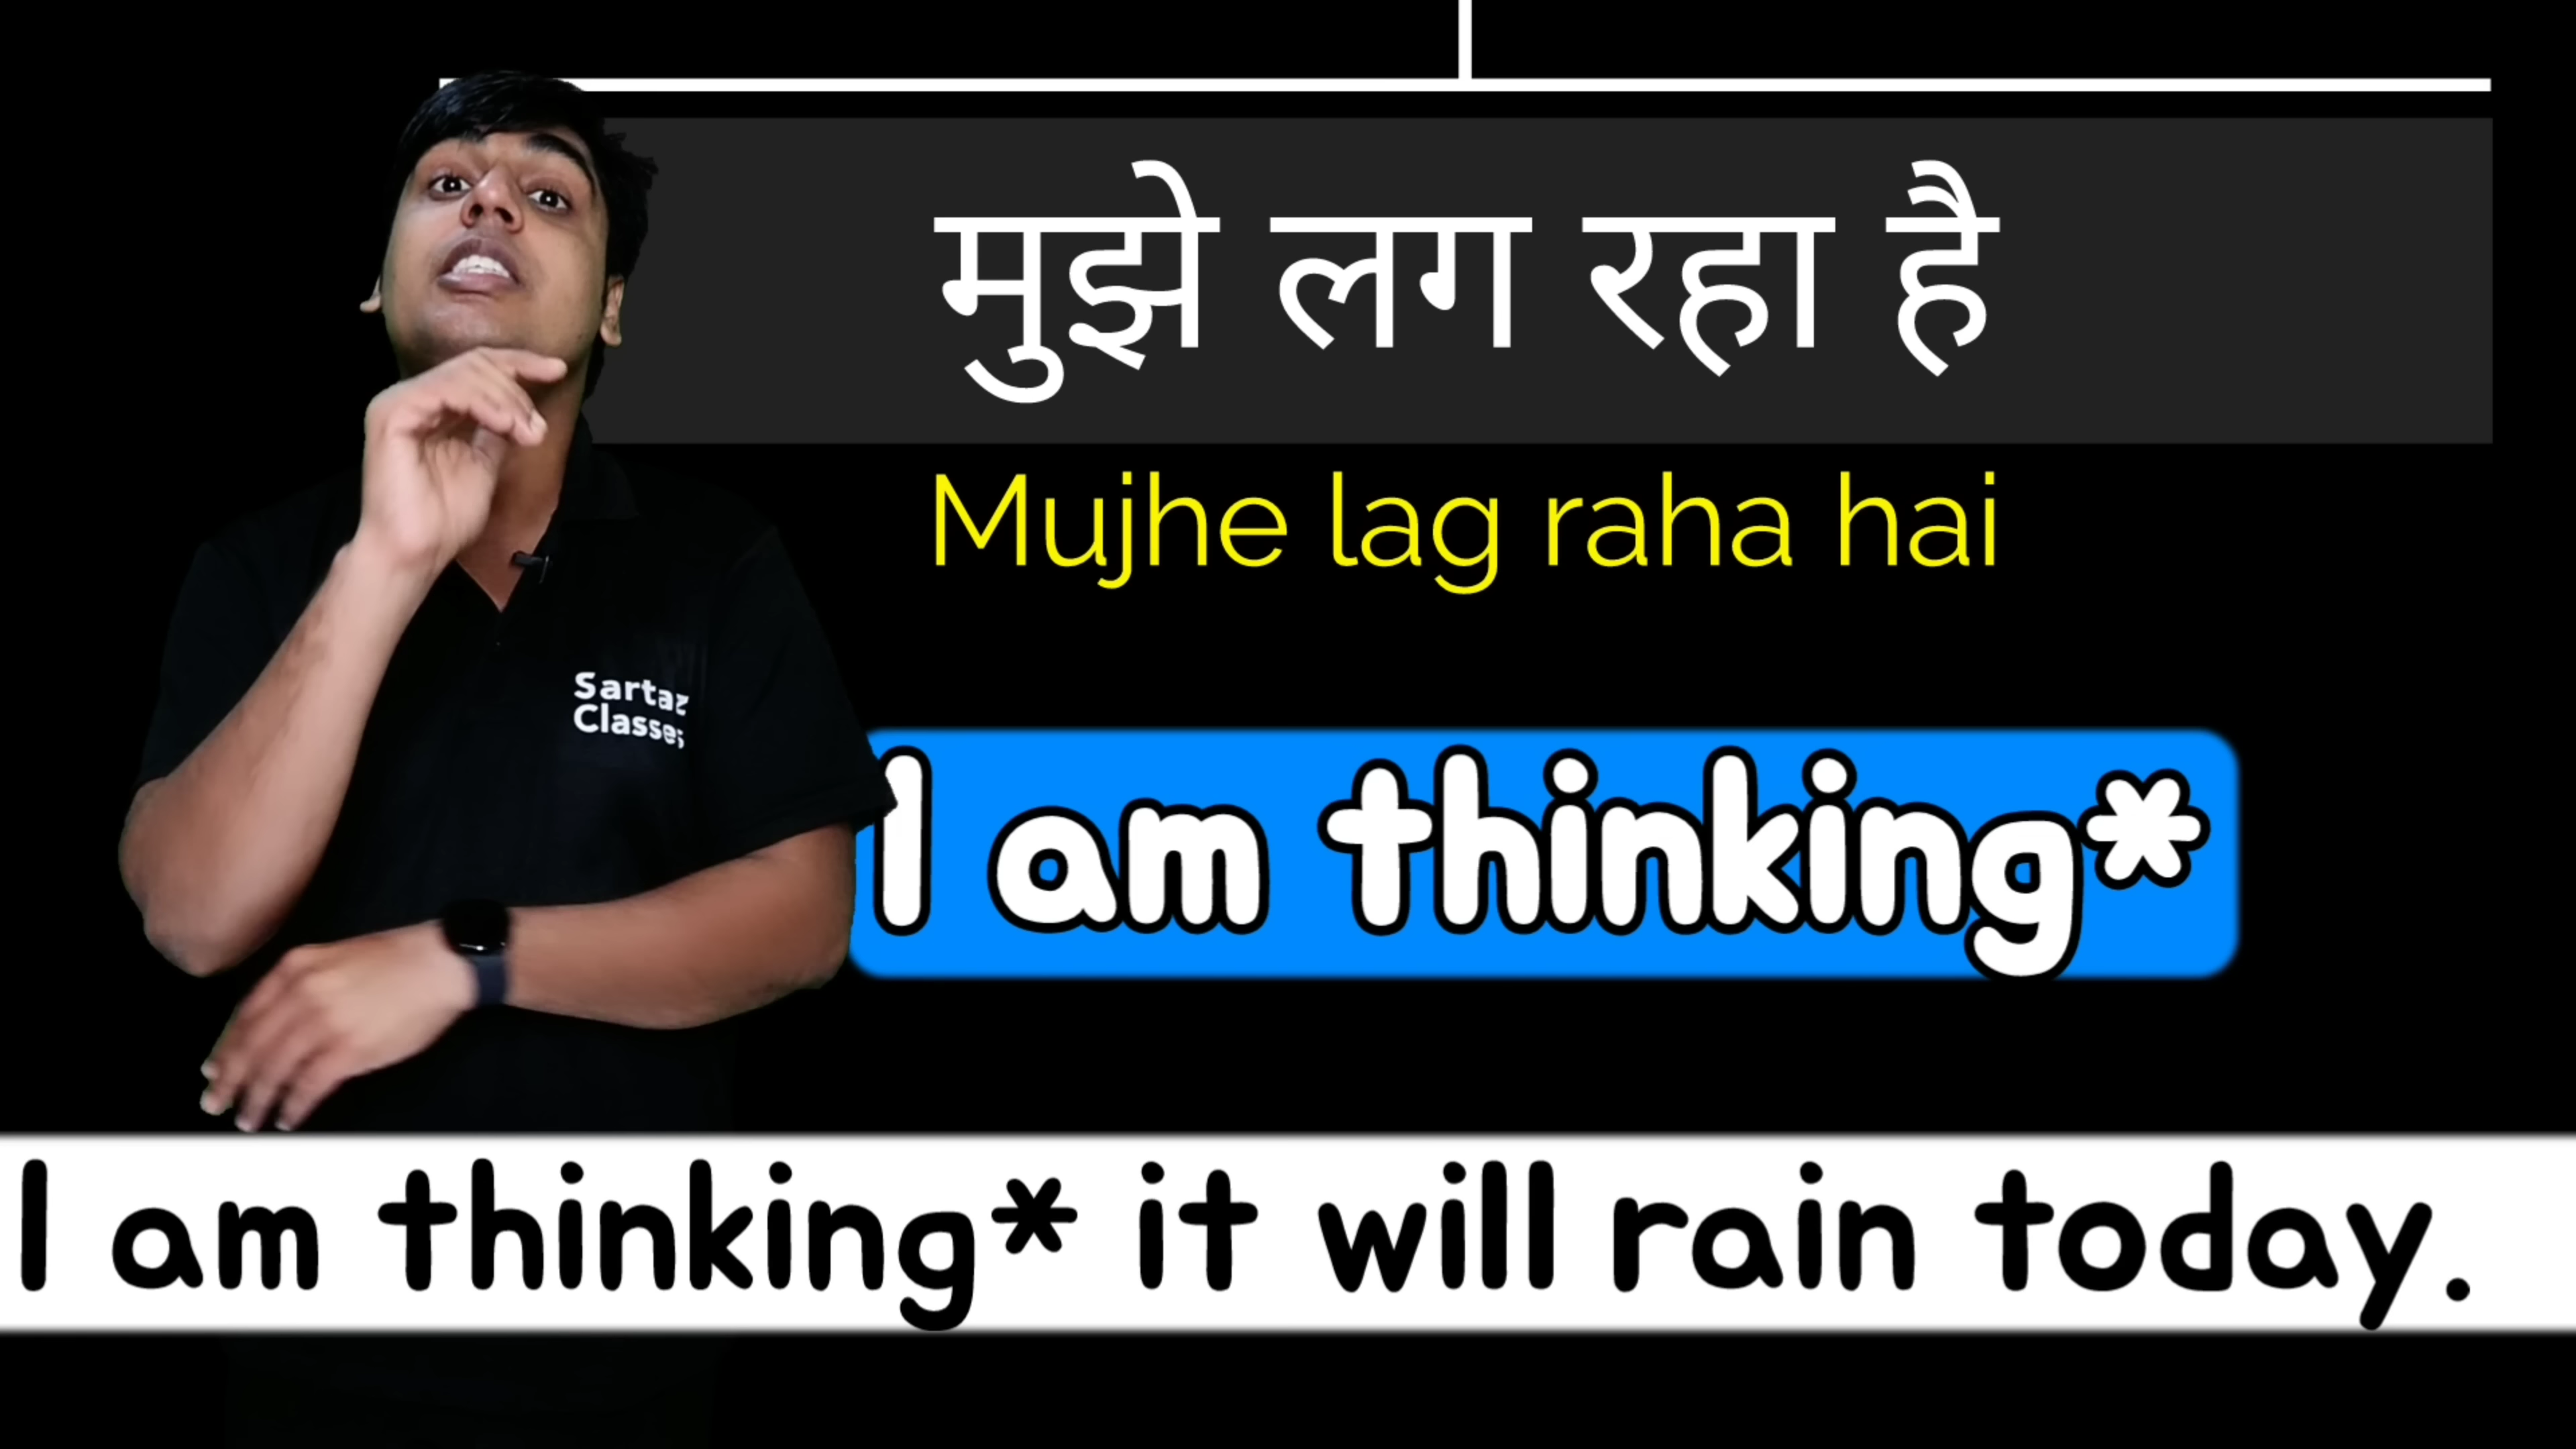 मुझे लग रहा है
Mujhe lag raha hai
Sartaz
Classes
I am thinking*
I am thinking* it will rain today.